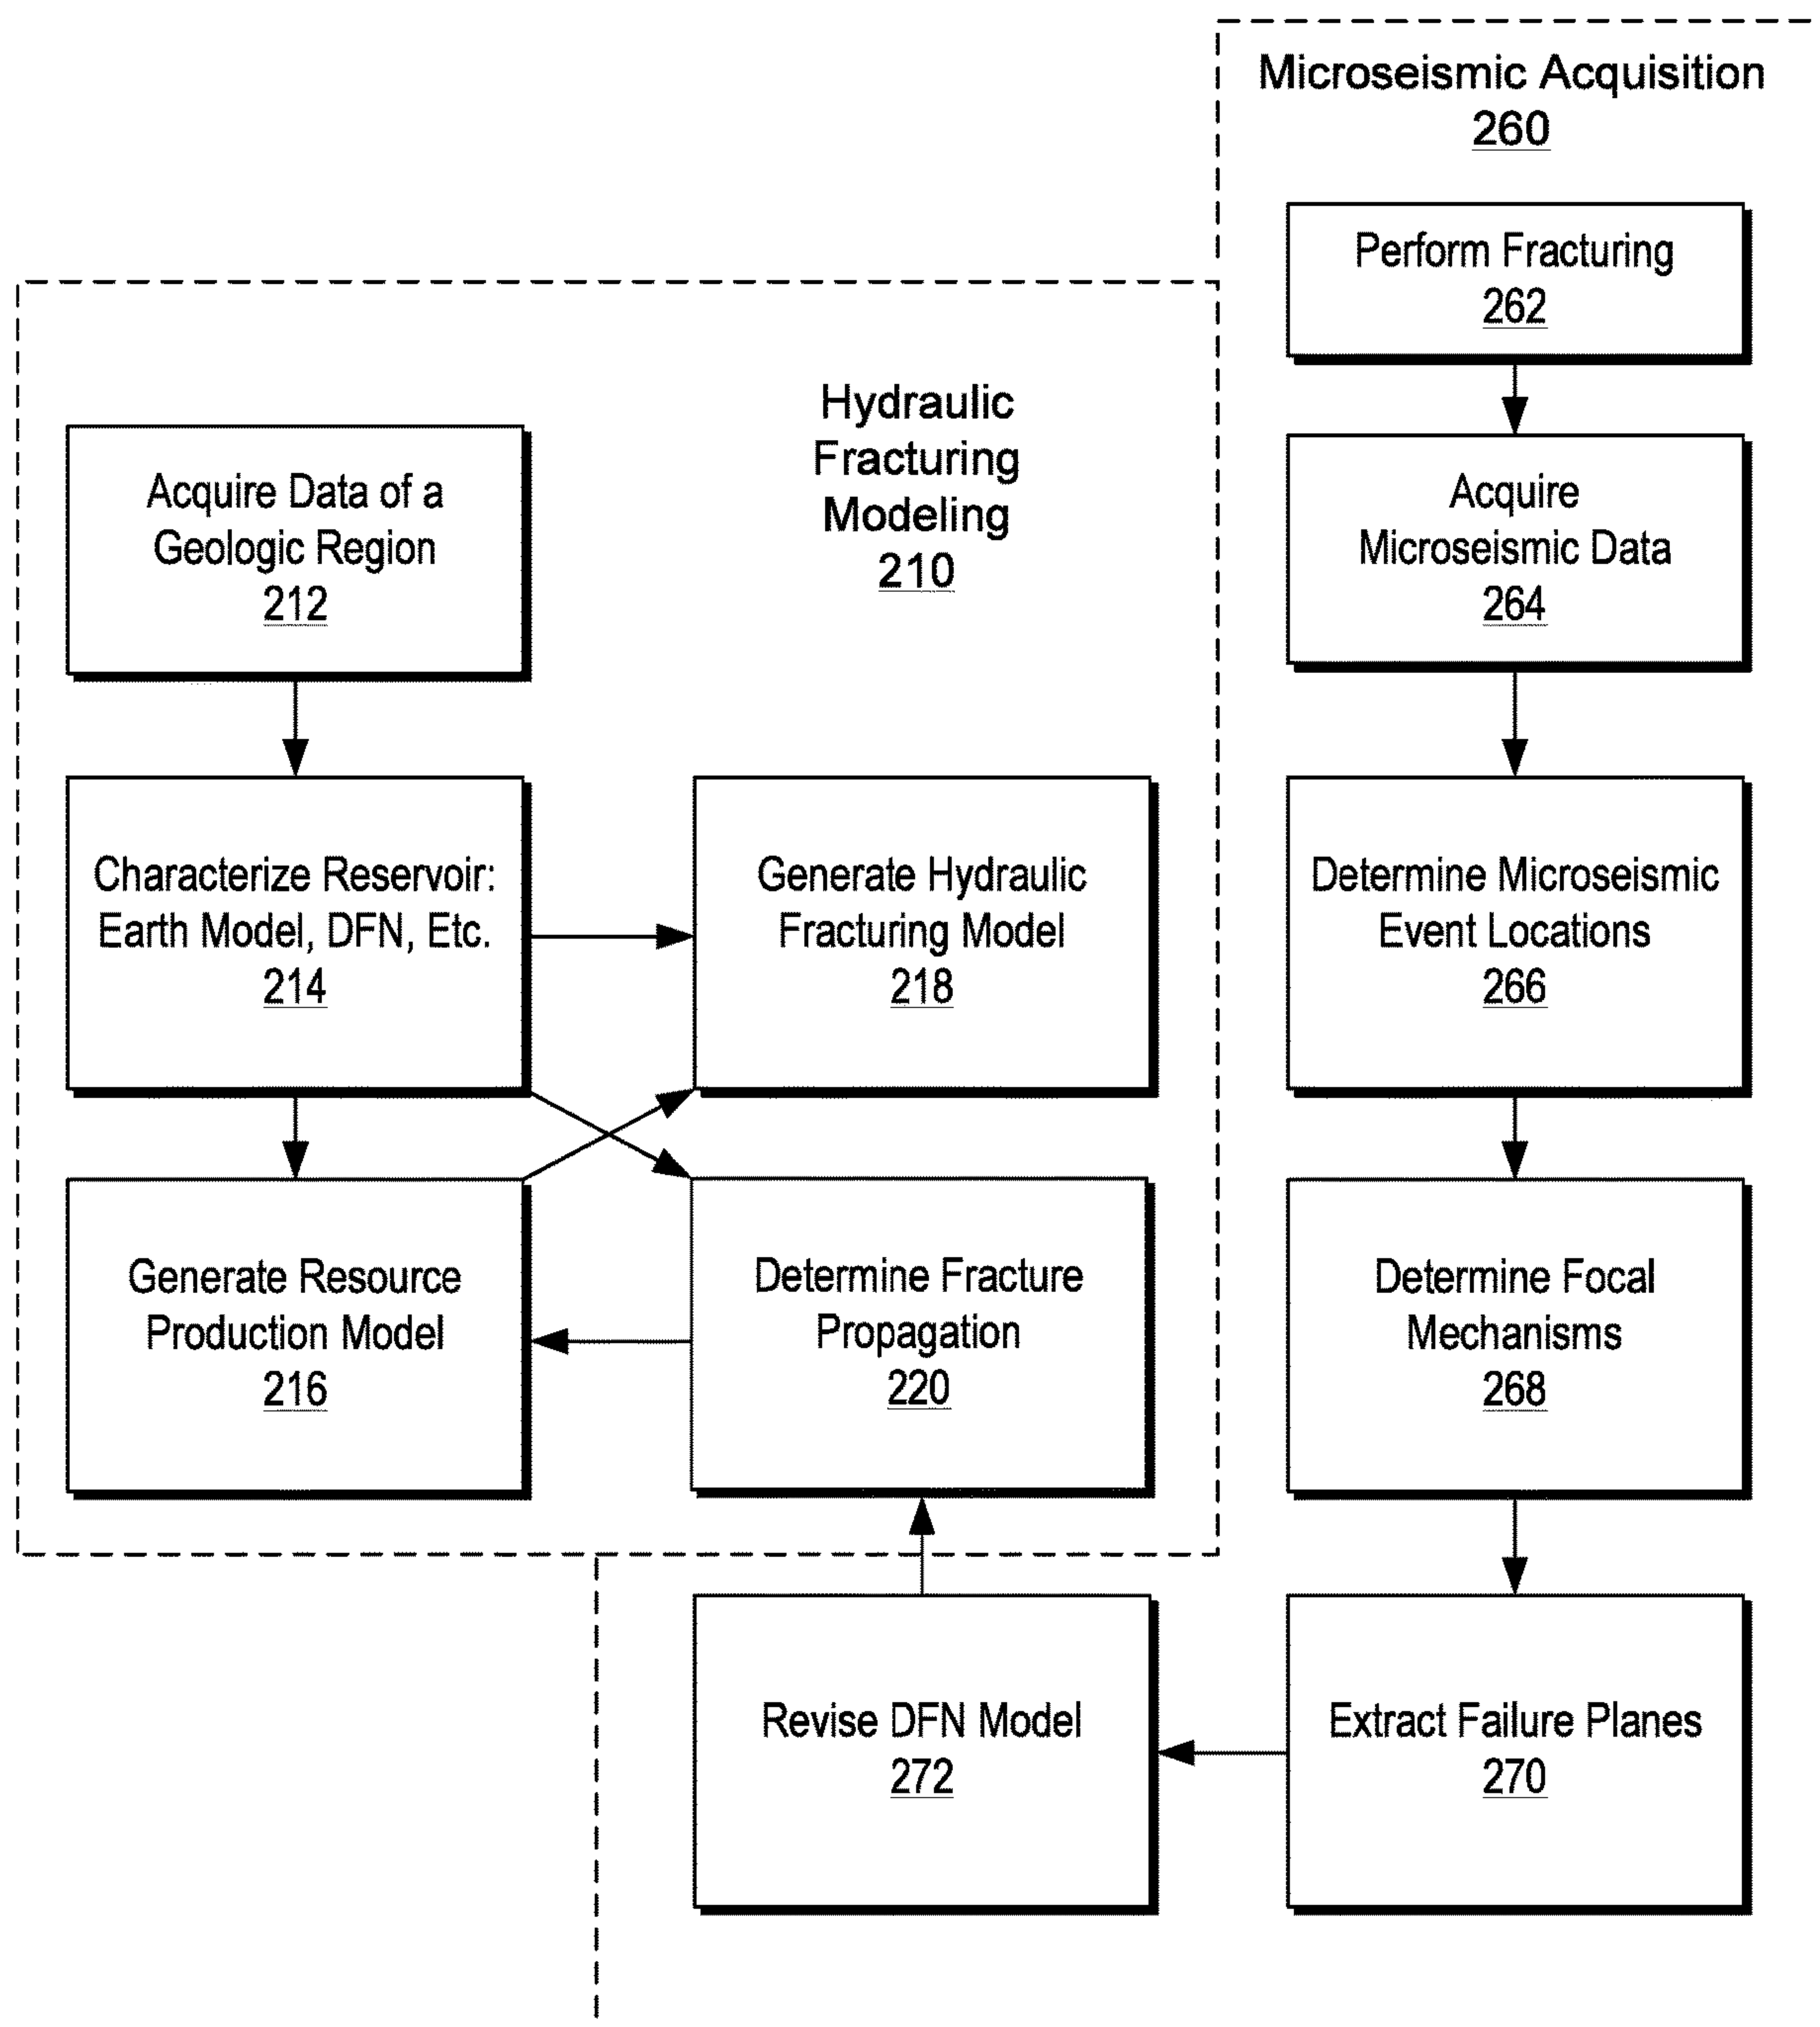 Microseismic Acquisition
260
Perform Fracturing
262
Acquire
Microseismic Data
264
Determine Microseismic
Event Locations
266
Determine Focal
Mechanisms
268
Extract Failure Planes
270
Revise DFN Model
272
Hydraulic
Fracturing
Modeling
210
Acquire Data of a
Geologic Region
212
Characterize Reservoir:
Earth Model, DFN, Etc.
214
Generate Hydraulic
Fracturing Model
218
Generate Resource
Production Model
216
Determine Fracture
Propagation
220